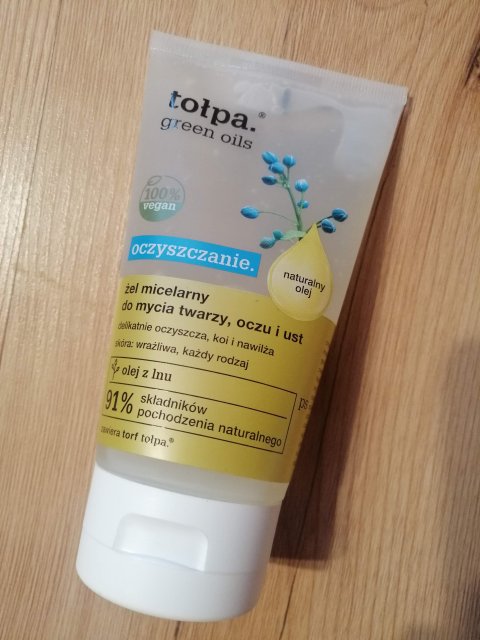 tołpa.®
green oils
100%
vegan
oczyszczanie.
naturalny
olej
żel micelarny
do mycia twarzy, oczu i ust
delikatnie oczyszcza, koi i nawilża
skóra: wrażliwa, każdy rodzaj
olej z lnu
91% składników
pochodzenia naturalnego
zawiera torf tołpa.®
ps